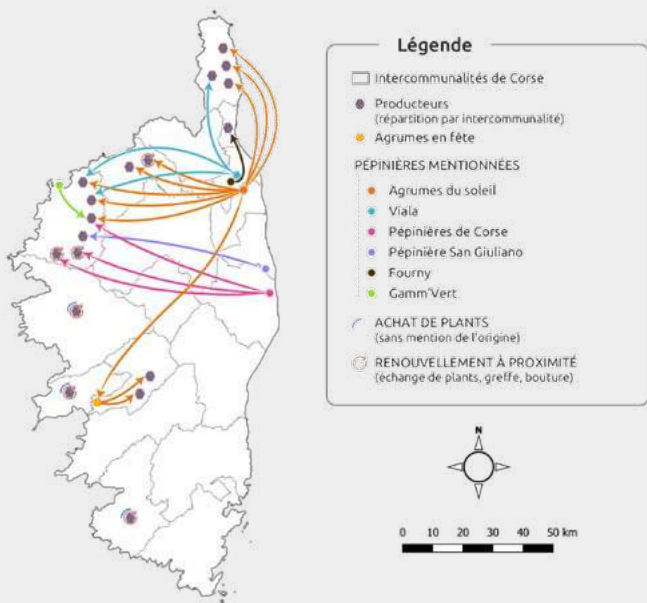 Légende
Intercommunalités de Corse
Producteurs
(répartition par intercommunalité)
Agrumes en fête
PÉPINIÈRES MENTIONNÉES
Agrumes du soleil
Viala
Pépinières de Corse
Pépinière San Giuliano
Fourny
Gamm'Vert
ACHAT DE PLANTS
(sans mention de l'origine)
RENOUVELLEMENT À PROXIMITÉ
(échange de plants, greffe, bouture)
N
0 10 20 30 40 50 km